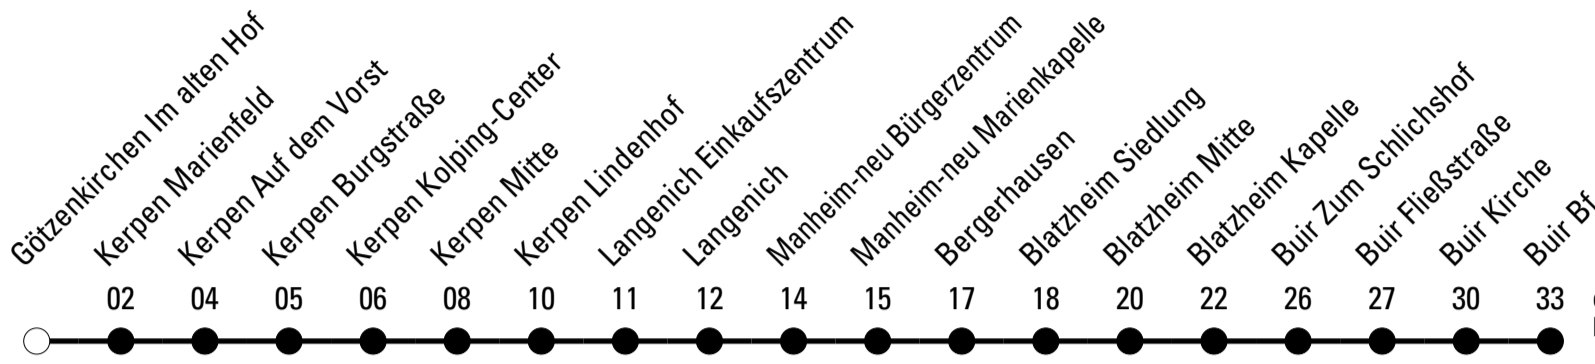 Götzenkirchen Im alten Hof
Kerpen Marienfeld
Kerpen Auf dem Vorst
Kerpen Burgstraße
Kerpen Kolping-Center
Kerpen Mitte
Kerpen Lindenhof
Langenich Einkaufszentrum
Langenich
Manheim-neu Bürgerzentrum
Manheim-neu Marienkapelle
Bergerhausen
Blatzheim Siedlung
Blatzheim Mitte
Blatzheim Kapelle
Buir Zum Schlichshof
Buir Fließstraße
Buir Kirche
Buir Bf
02 04 05 06 08 10 11 12 14 15 17 18 20 22 26 27 30 33